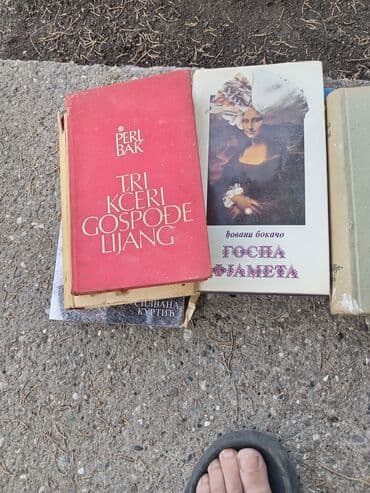 PERL
BAK
TRI
KĆERI
GOSPOĐE
LIJANG
ђовани бокачо
ГОСПА
ФЈАМЕТА
СИЛВАНА
КУРТИЋ